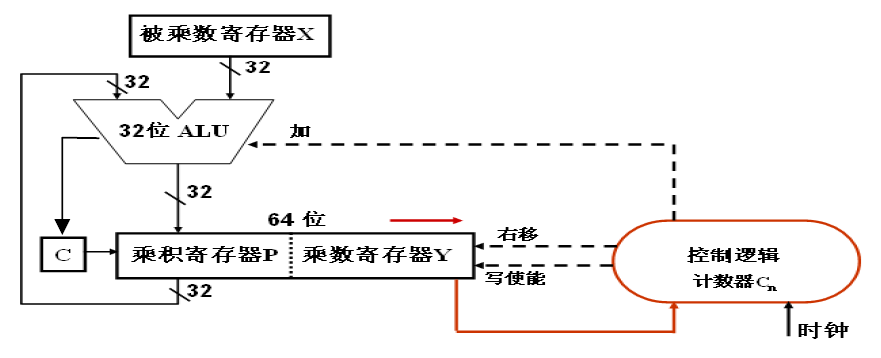 被乘数寄存器X
32
32
32位 ALU
加
32
64 位
C
乘积寄存器P
乘数寄存器Y
右移
写使能
控制逻辑
计数器Cn
32
时钟